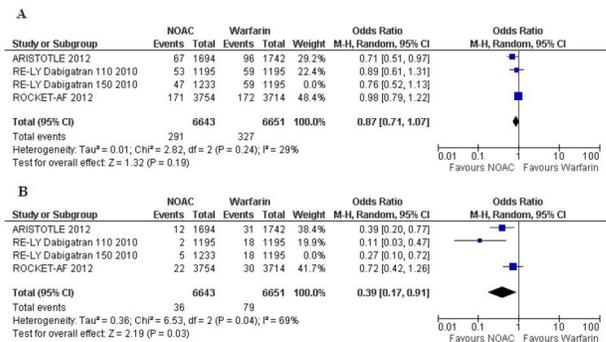 A
NOAC Warfarin Odds Ratio Odds Ratio
Study or Subgroup Events Total Events Total Weight M-H, Random, 95% CI M-H, Random, 95% CI
ARISTOTLE 2012 67 1694 96 1742 29.2% 0.71 [0.51, 0.97]
RE-LY Dabigatran 110 2010 53 1195 59 1195 22.4% 0.89 [0.61, 1.31]
RE-LY Dabigatran 150 2010 47 1233 59 1195 0.0% 0.76 [0.52, 1.13]
ROCKET-AF 2012 171 3754 172 3714 48.4% 0.98 [0.79, 1.22]
Total (95% CI) 6643 6651 100.0% 0.87 [0.71, 1.07]
Total events 291 327
Heterogeneity: Tau² = 0.01; Chi² = 2.82, df = 2 (P = 0.24); I² = 29%
Test for overall effect: Z = 1.32 (P = 0.19)
0.01 0.1 1 10 100
Favours NOAC Favours Warfarin
B
NOAC Warfarin Odds Ratio Odds Ratio
Study or Subgroup Events Total Events Total Weight M-H, Random, 95% CI M-H, Random, 95% CI
ARISTOTLE 2012 12 1694 31 1742 38.4% 0.39 [0.20, 0.77]
RE-LY Dabigatran 110 2010 2 1195 18 1195 19.9% 0.11 [0.03, 0.47]
RE-LY Dabigatran 150 2010 5 1233 18 1195 0.0% 0.27 [0.10, 0.72]
ROCKET-AF 2012 22 3754 30 3714 41.7% 0.72 [0.42, 1.26]
Total (95% CI) 6643 6651 100.0% 0.39 [0.17, 0.91]
Total events 36 79
Heterogeneity: Tau² = 0.36; Chi² = 6.53, df = 2 (P = 0.04); I² = 69%
Test for overall effect: Z = 2.19 (P = 0.03)
0.01 0.1 1 10 100
Favours NOAC Favours Warfarin